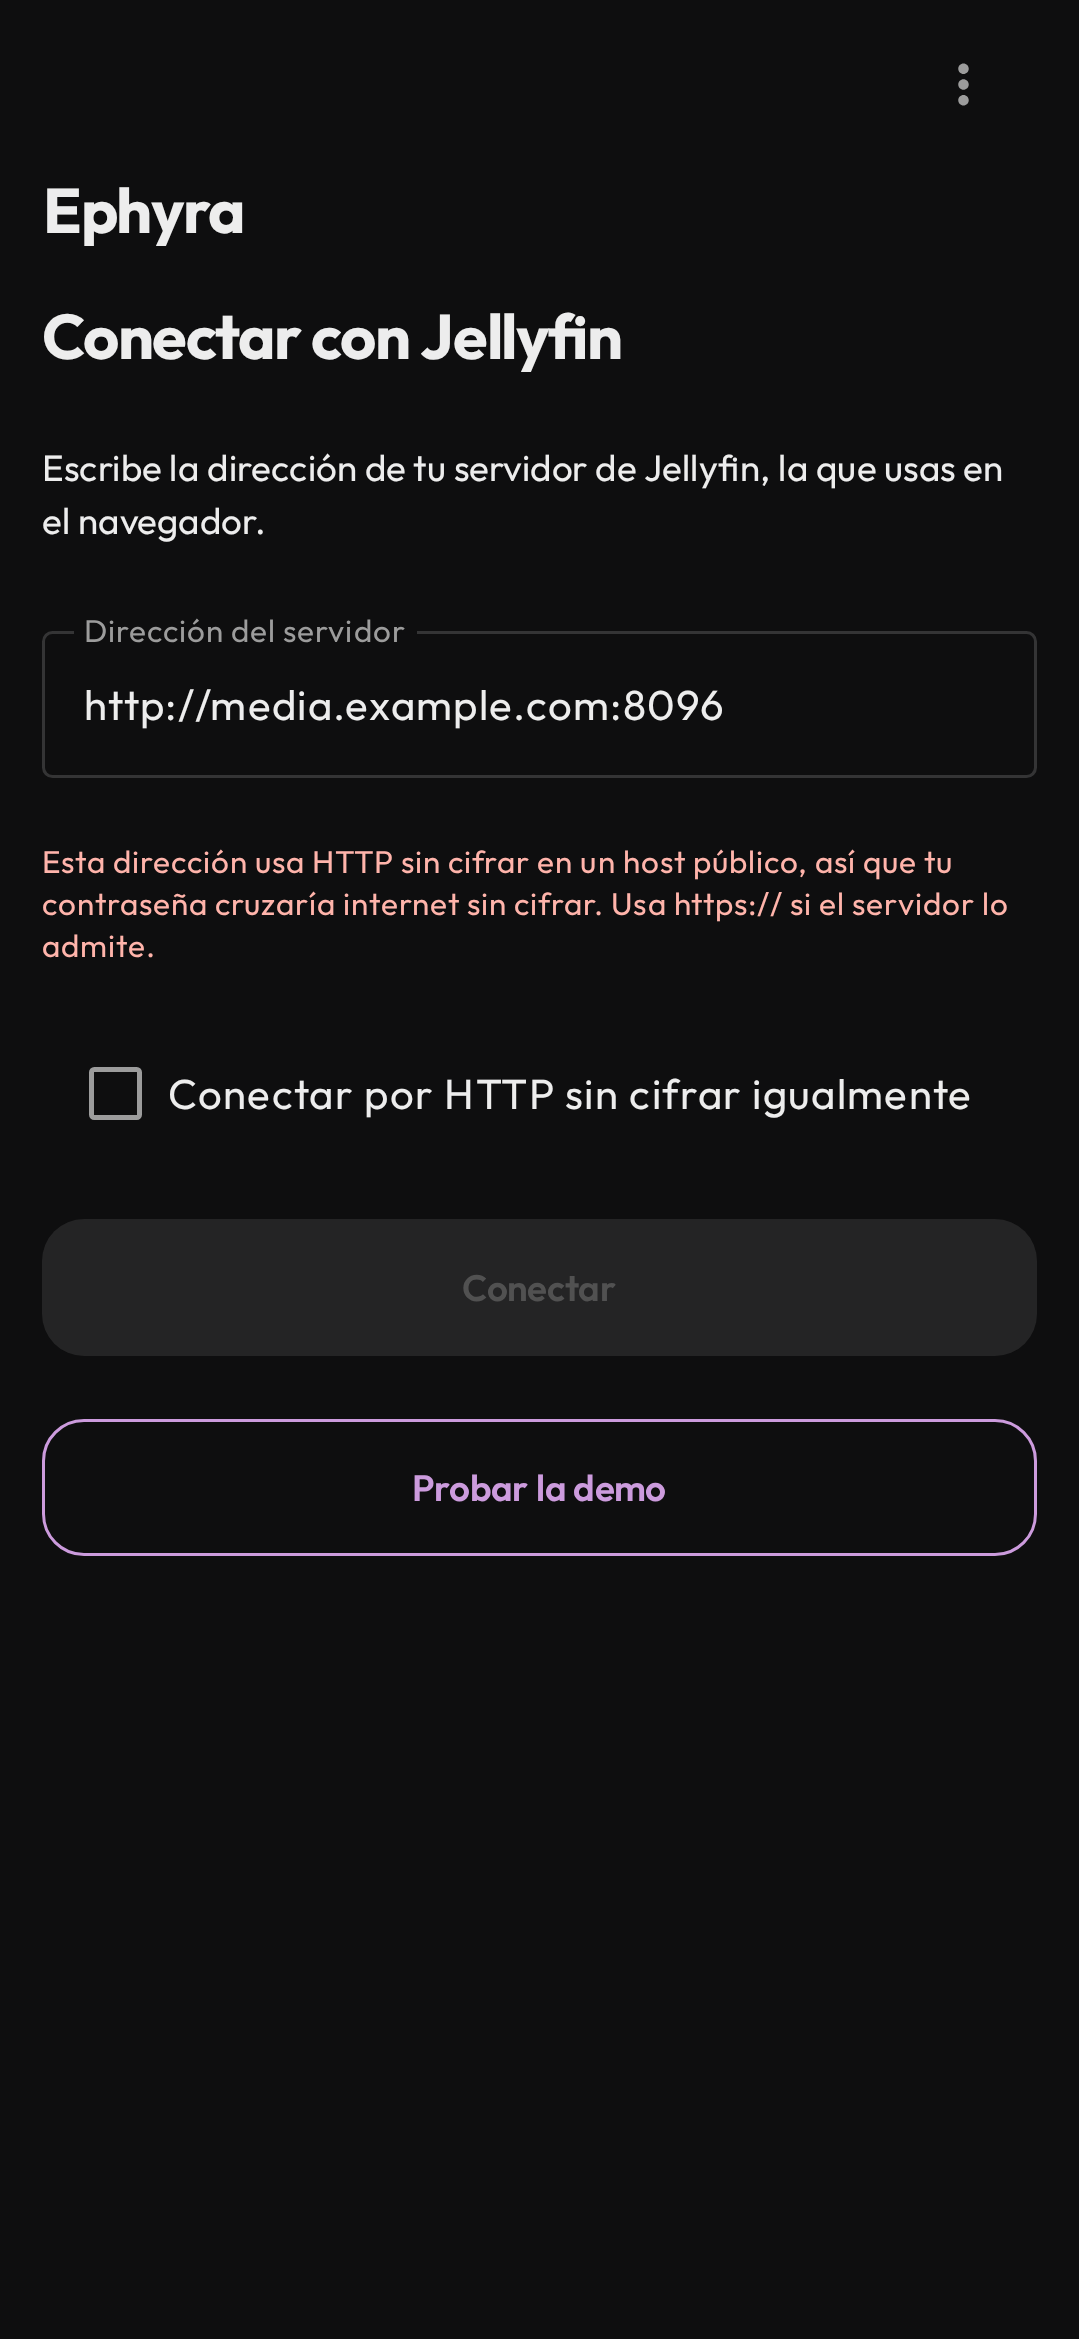 Ephyra
Conectar con Jellyfin
Escribe la dirección de tu servidor de Jellyfin, la que usas en
el navegador.
Dirección del servidor
http://media.example.com:8096
Esta dirección usa HTTP sin cifrar en un host público, así que tu
contraseña cruzaría internet sin cifrar. Usa https:// si el servidor lo
admite.
Conectar por HTTP sin cifrar igualmente
Conectar
Probar la demo